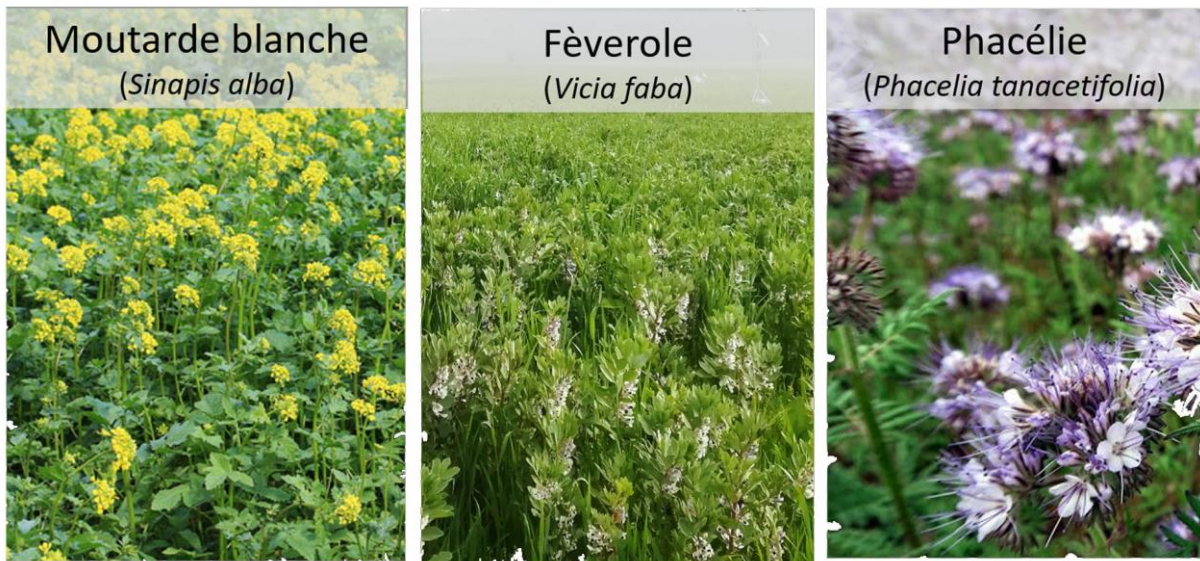 Moutarde blanche
(Sinapis alba)
Fèverole
(Vicia faba)
Phacélie
(Phacelia tanacetifolia)